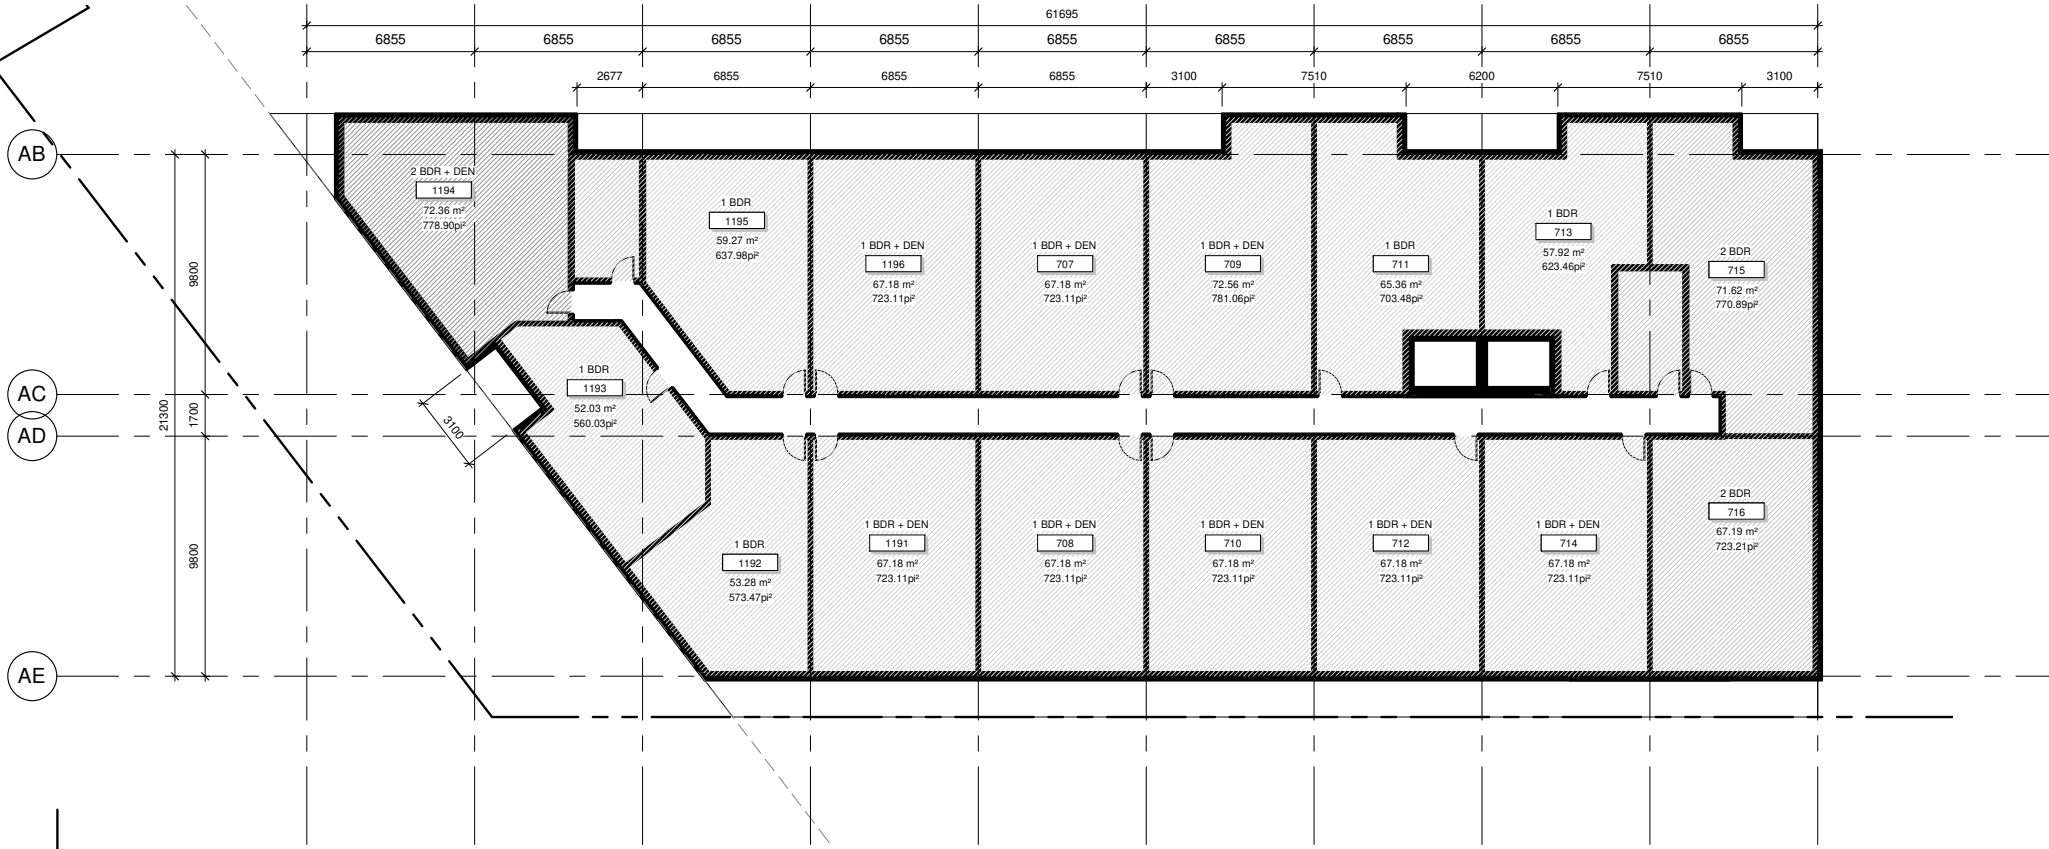 61695
6855 6855 6855 6855 6855 6855 6855 6855 6855
2677 6855 6855 6855 3100 7510 6200 7510 3100
AB
AC
AD
AE
21300
9800
1700
9800
3100
2 BDR + DEN
1194
72.36 m²
778.90pi²
1 BDR
1195
59.27 m²
637.98pi²
1 BDR + DEN
1196
67.18 m²
723.11pi²
1 BDR + DEN
707
67.18 m²
723.11pi²
1 BDR + DEN
709
72.56 m²
781.06pi²
1 BDR
711
65.36 m²
703.48pi²
1 BDR
713
57.92 m²
623.46pi²
2 BDR
715
71.62 m²
770.89pi²
1 BDR
1193
52.03 m²
560.03pi²
1 BDR
1192
53.28 m²
573.47pi²
1 BDR + DEN
1191
67.18 m²
723.11pi²
1 BDR + DEN
708
67.18 m²
723.11pi²
1 BDR + DEN
710
67.18 m²
723.11pi²
1 BDR + DEN
712
67.18 m²
723.11pi²
1 BDR + DEN
714
67.18 m²
723.11pi²
2 BDR
716
67.19 m²
723.21pi²